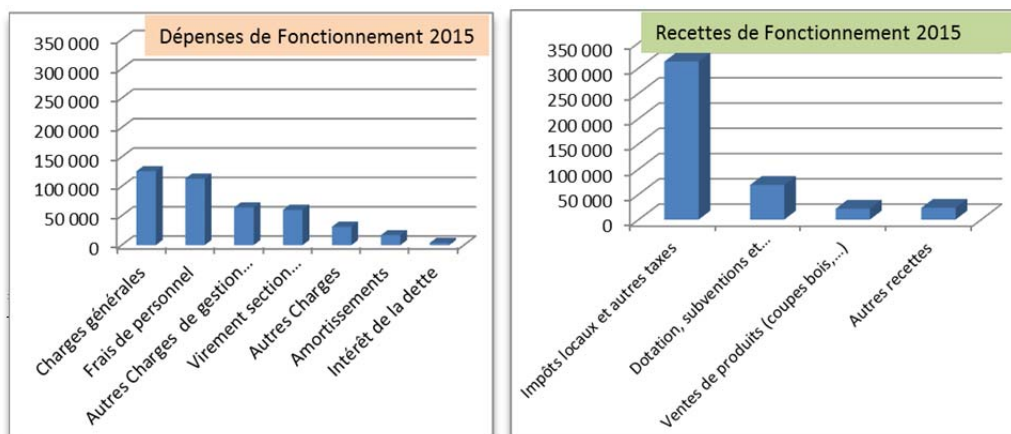 Dépenses de Fonctionnement 2015
350 000
300 000
250 000
200 000
150 000
100 000
50 000
0
Charges générales
Frais de personnel
Autres Charges de gestion...
Virement section...
Autres Charges
Amortissements
Intérêt de la dette
Recettes de Fonctionnement 2015
350 000
300 000
250 000
200 000
150 000
100 000
50 000
0
Impôts locaux et autres taxes
Dotation, subventions et...
Ventes de produits (coupes bois,...)
Autres recettes